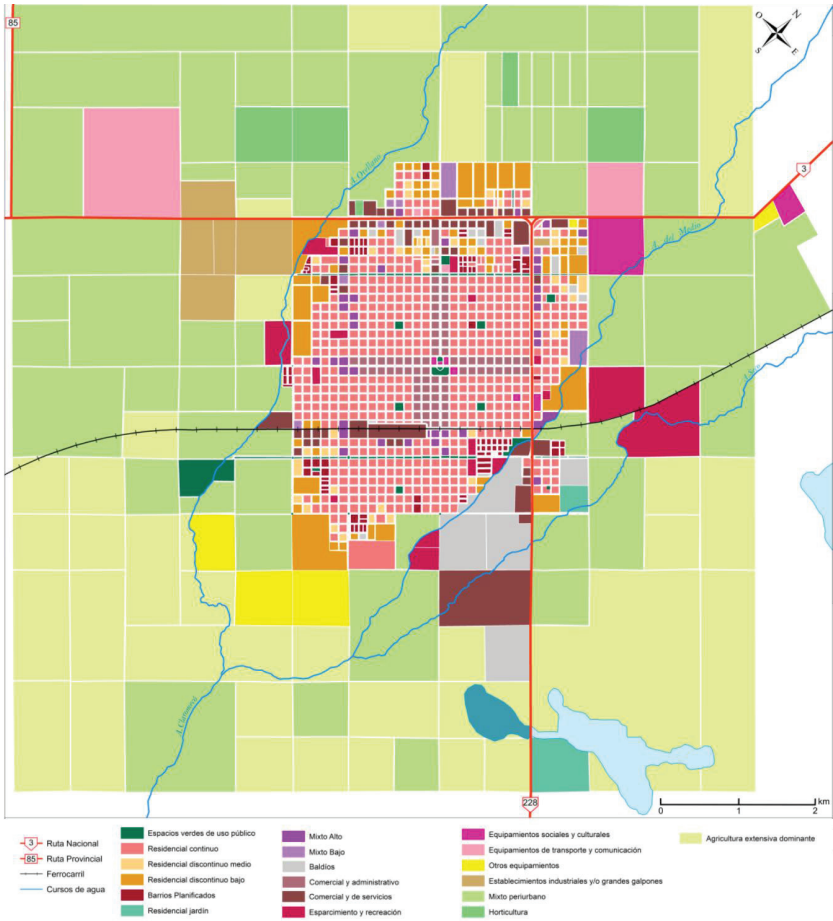 85
N
O
S
E
3
A. Orellano
A. del Medio
A. Seco
A. Claromecó
228
0
1
2
km
3
Ruta Nacional
85
Ruta Provincial
Ferrocarril
Cursos de agua
Espacios verdes de uso público
Residencial continuo
Residencial discontinuo medio
Residencial discontinuo bajo
Barrios Planificados
Residencial jardín
Mixto Alto
Mixto Bajo
Baldíos
Comercial y administrativo
Comercial y de servicios
Esparcimiento y recreación
Equipamientos sociales y culturales
Equipamientos de transporte y comunicación
Otros equipamientos
Establecimientos industriales y/o grandes galpones
Mixto periurbano
Horticultura
Agricultura extensiva dominante